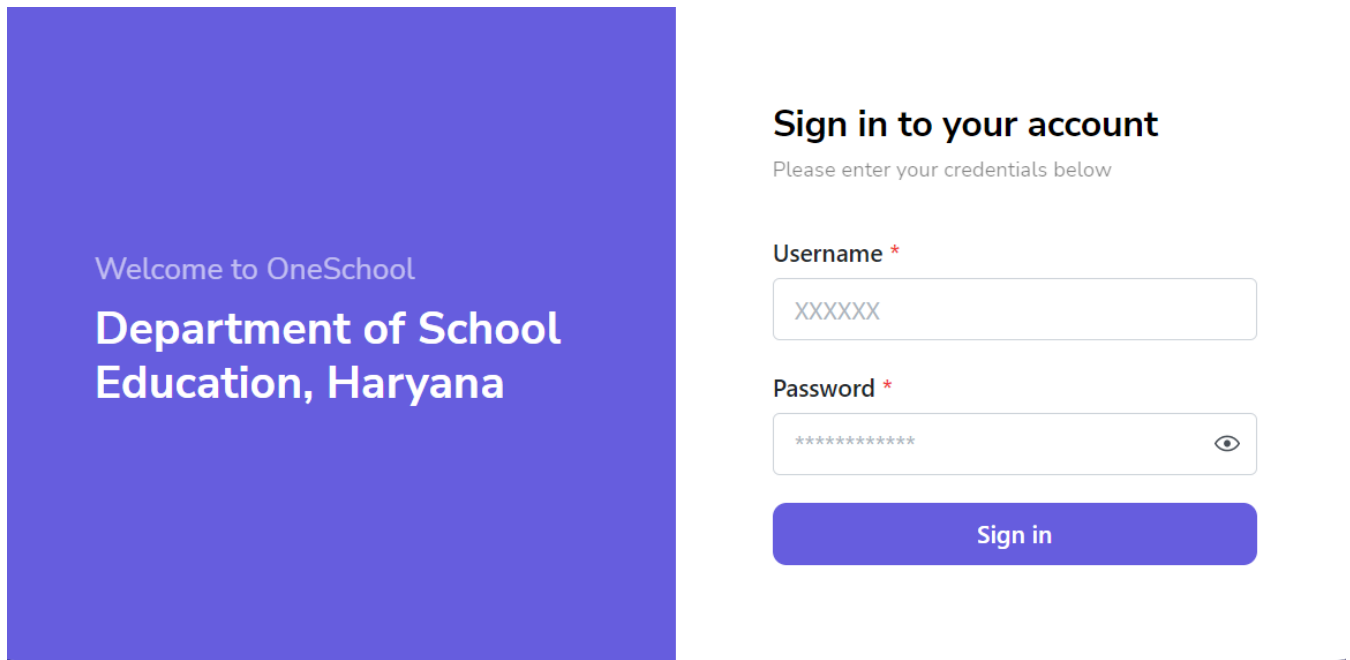 Welcome to OneSchool
Department of School
Education, Haryana
Sign in to your account
Please enter your credentials below
Username *
XXXXXX
Password *
************
Sign in